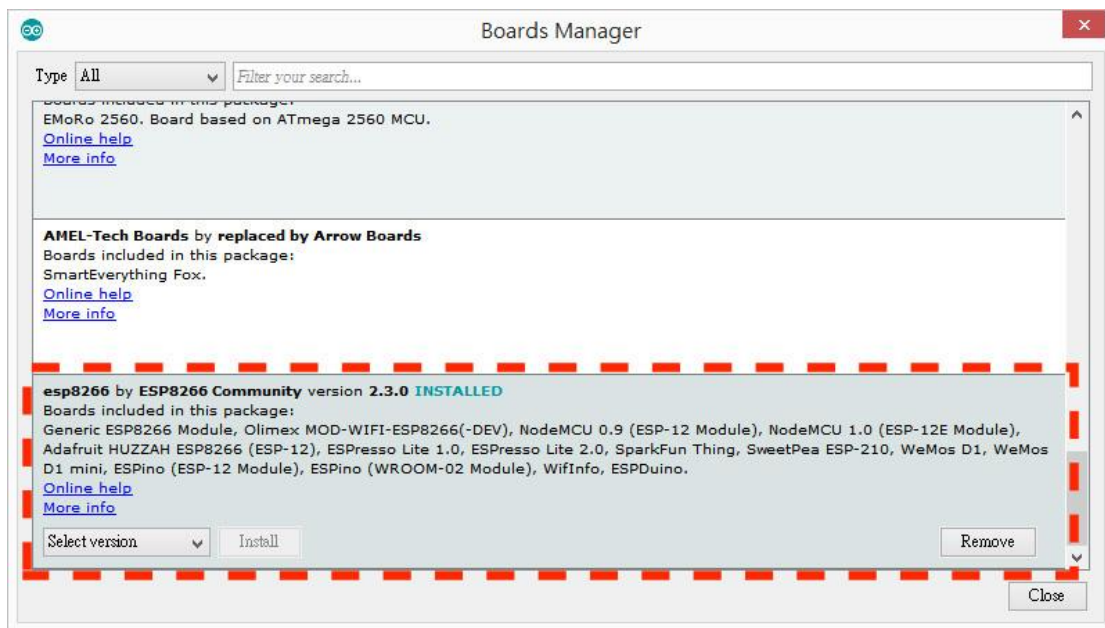 Boards Manager
Type All Filter your search...
Boards included in this package:
EMoRo 2560. Board based on ATmega 2560 MCU.
Online help
More info
AMEL-Tech Boards by replaced by Arrow Boards
Boards included in this package:
SmartEverything Fox.
Online help
More info
esp8266 by ESP8266 Community version 2.3.0 INSTALLED
Boards included in this package:
Generic ESP8266 Module, Olimex MOD-WIFI-ESP8266(-DEV), NodeMCU 0.9 (ESP-12 Module), NodeMCU 1.0 (ESP-12E Module),
Adafruit HUZZAH ESP8266 (ESP-12), ESPresso Lite 1.0, ESPresso Lite 2.0, SparkFun Thing, SweetPea ESP-210, WeMos D1, WeMos
D1 mini, ESPino (ESP-12 Module), ESPino (WROOM-02 Module), WifInfo, ESPDuino.
Online help
More info
Select version Install Remove
Close